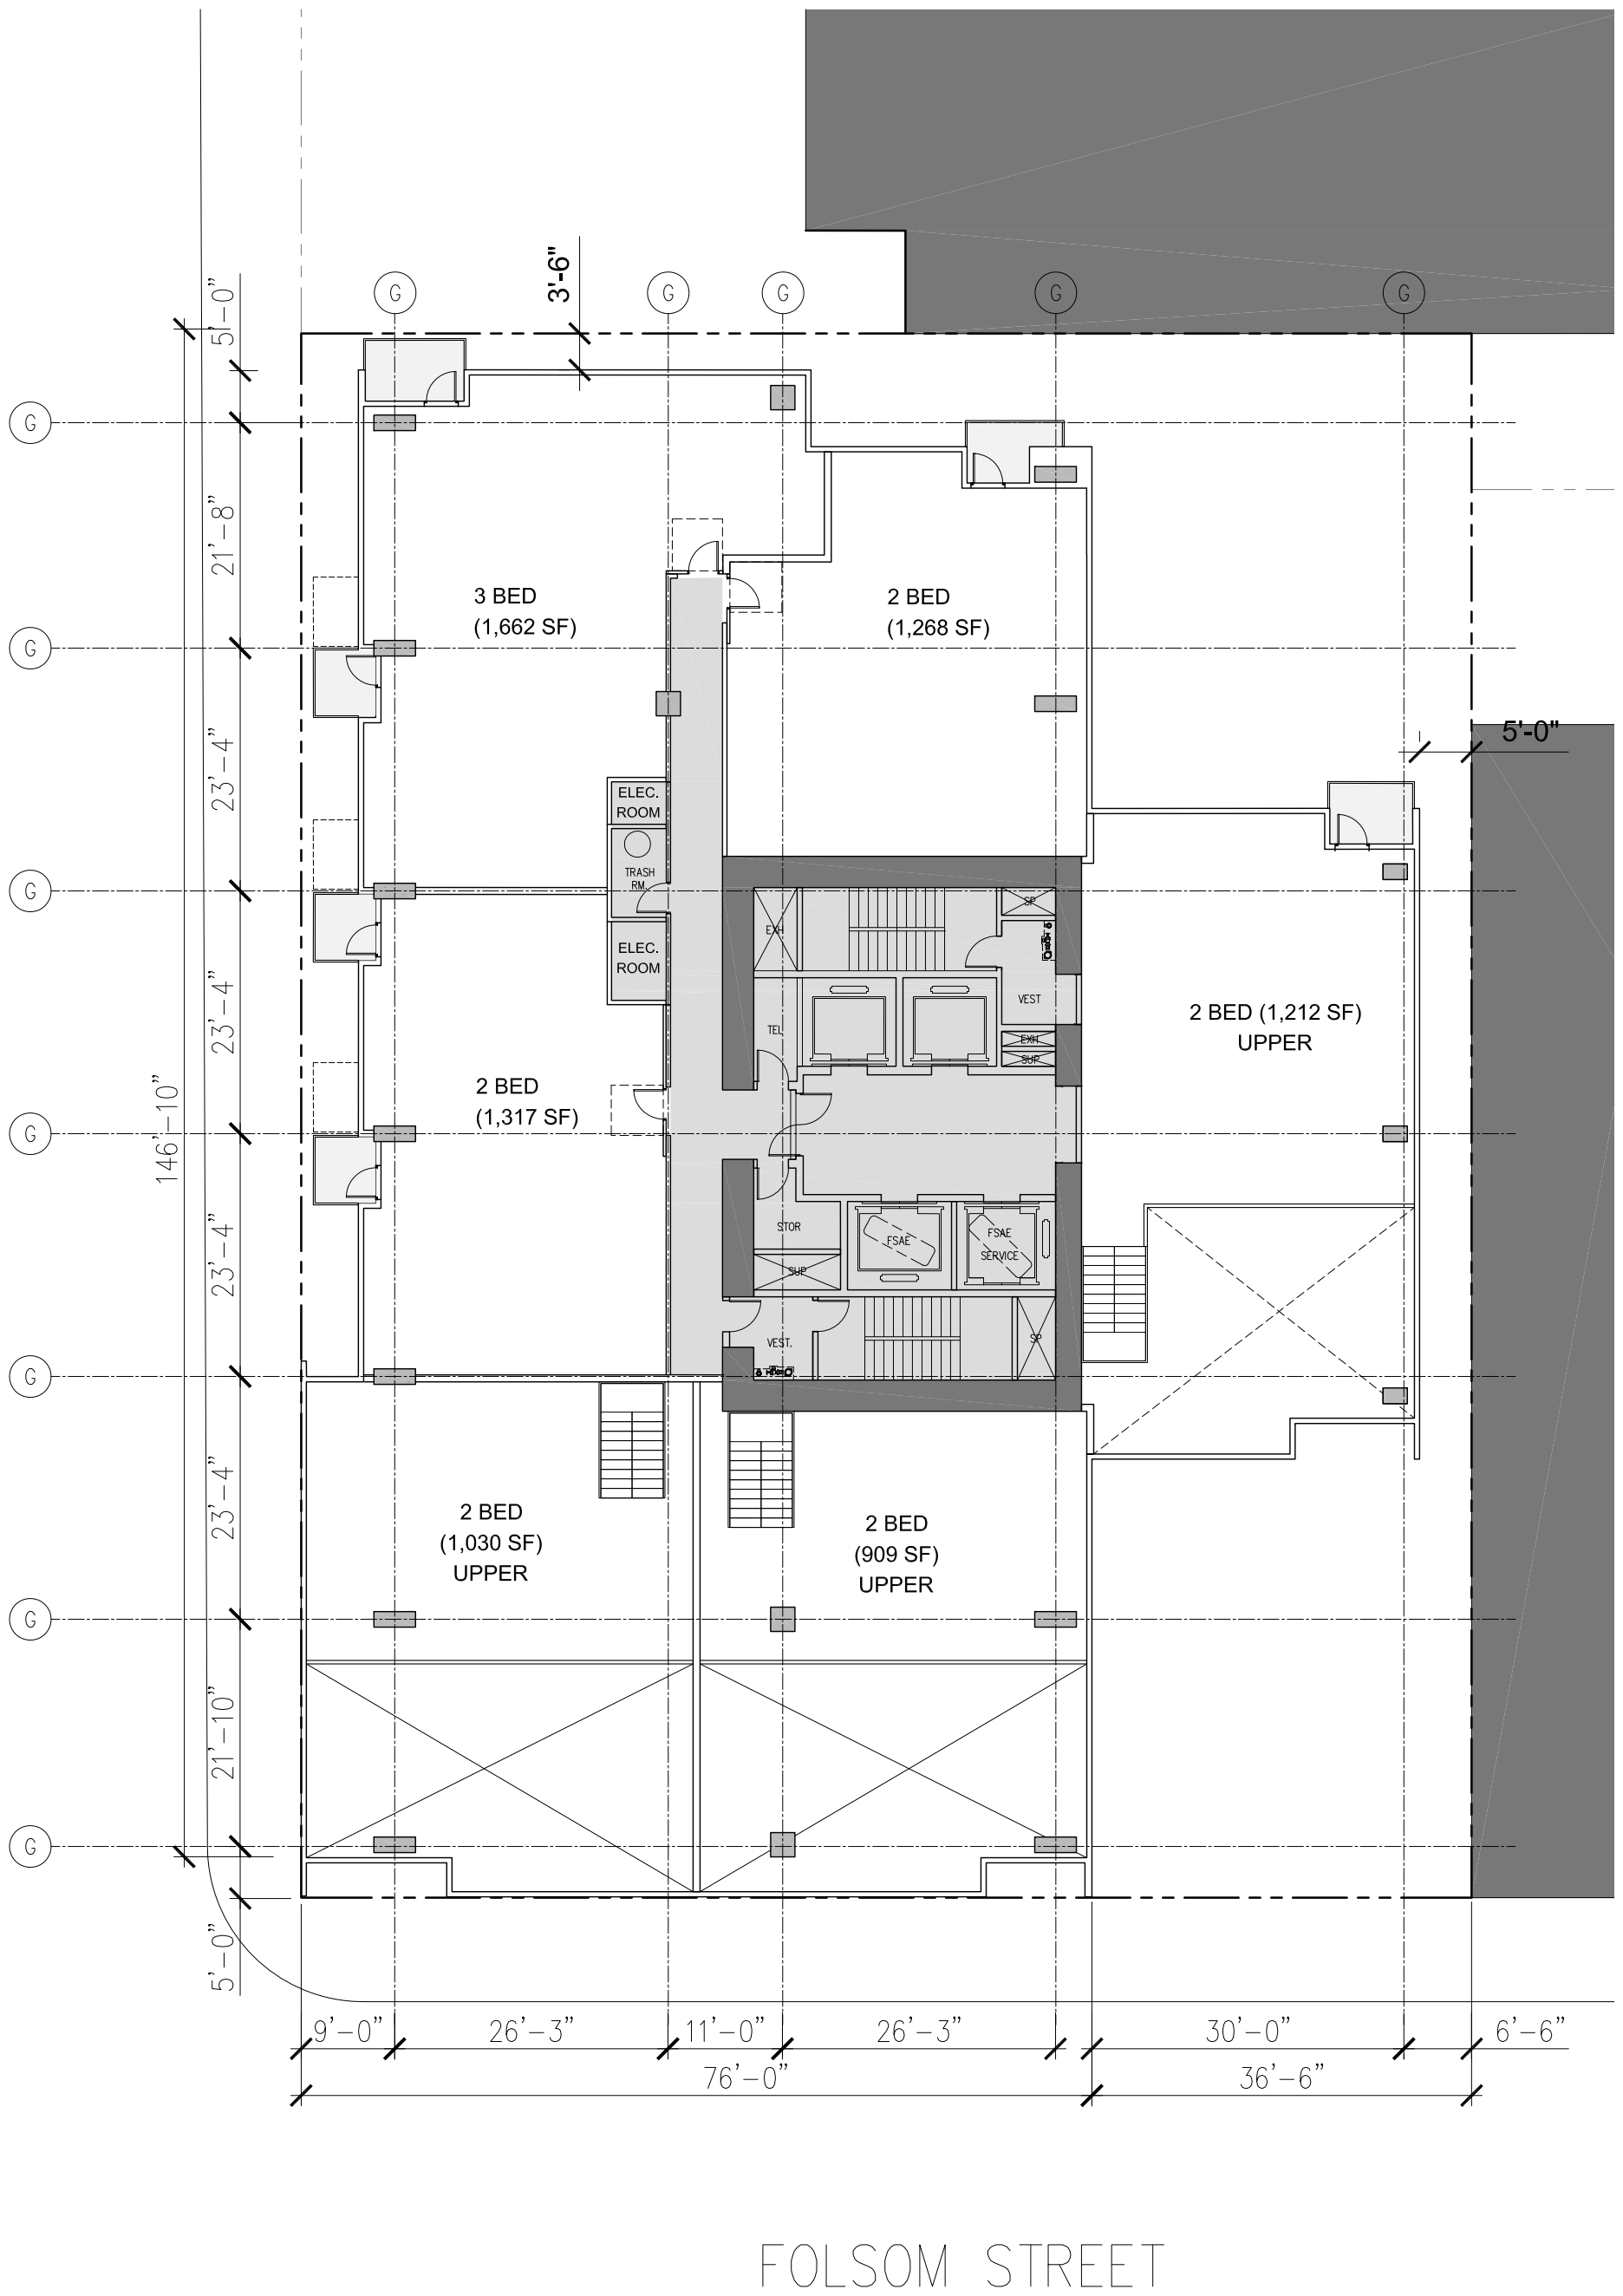 3'-6"
5'-0"
G G G G G
G
21'-8"
3 BED
(1,662 SF)
2 BED
(1,268 SF)
G
23'-4"
5'-0"
ELEC.
ROOM
TRASH
RM.
G
EXH
SP
ELEC.
ROOM
23'-4"
VEST
2 BED (1,212 SF)
UPPER
TEL
EXH
SUP
2 BED
(1,317 SF)
146'-10"
G
23'-4"
STOR
FSAE
FSAE
SERVICE
SUP
VEST.
SP
G
23'-4"
2 BED
(1,030 SF)
UPPER
2 BED
(909 SF)
UPPER
G
21'-10"
G
5'-0"
9'-0" 26'-3" 11'-0" 26'-3" 30'-0" 6'-6"
76'-0" 36'-6"
FOLSOM STREET